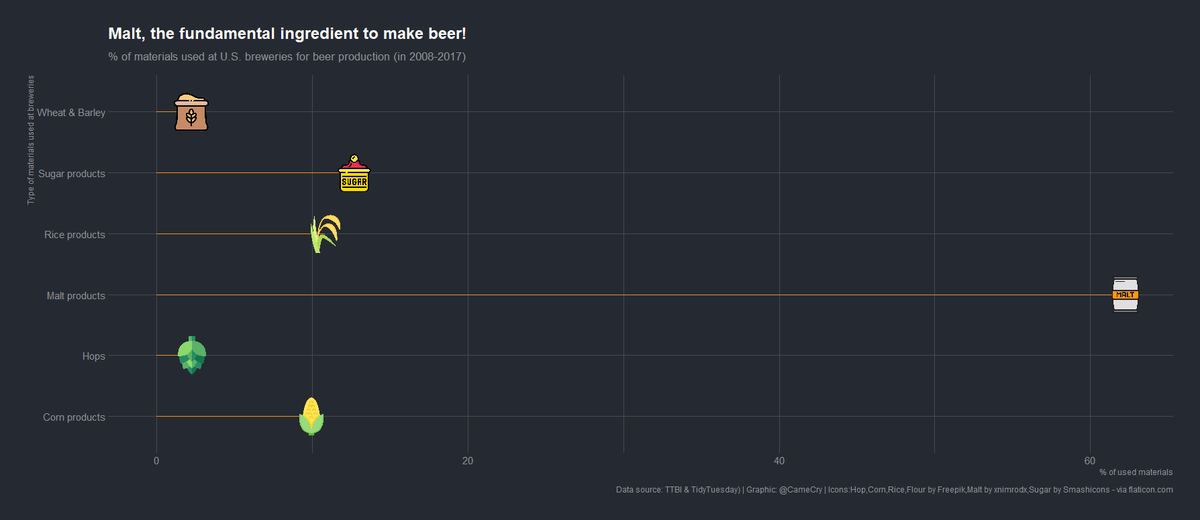 Malt, the fundamental ingredient to make beer!
% of materials used at U.S. breweries for beer production (in 2008-2017)
Type of materials used at breweries
Wheat & Barley
Sugar products
SUGAR
Rice products
Malt products
MALT
Hops
Corn products
0
20
40
60
% of used materials
Data source: TTBI & TidyTuesday) | Graphic: @CameCry | Icons:Hop,Corn,Rice,Flour by Freepik,Malt by xnimrodx,Sugar by Smashicons - via flaticon.com